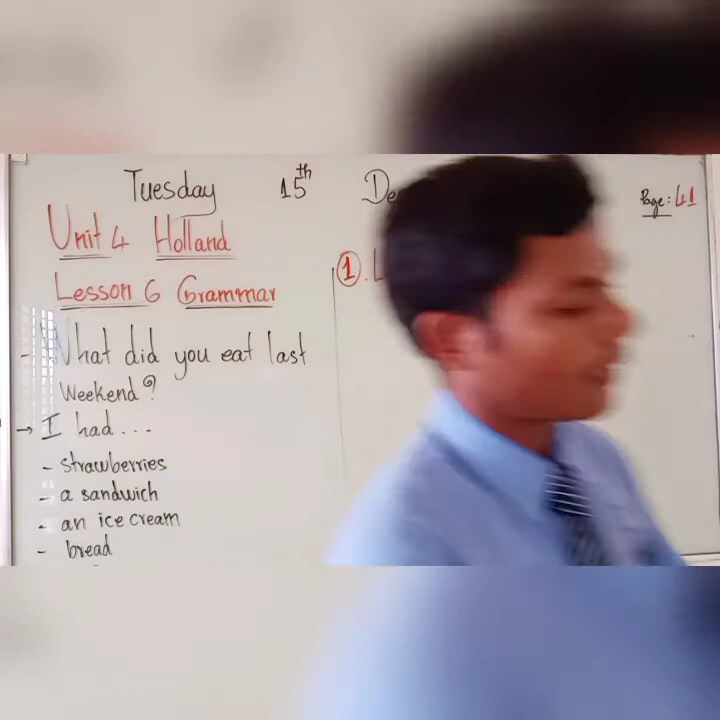 Tuesday 15th
Page: 41
Unit 4 Holland
Lesson 6 Grammar
1.
- What did you eat last
Weekend?
→ I had...
- strawberries
- a sandwich
- an ice cream
- bread